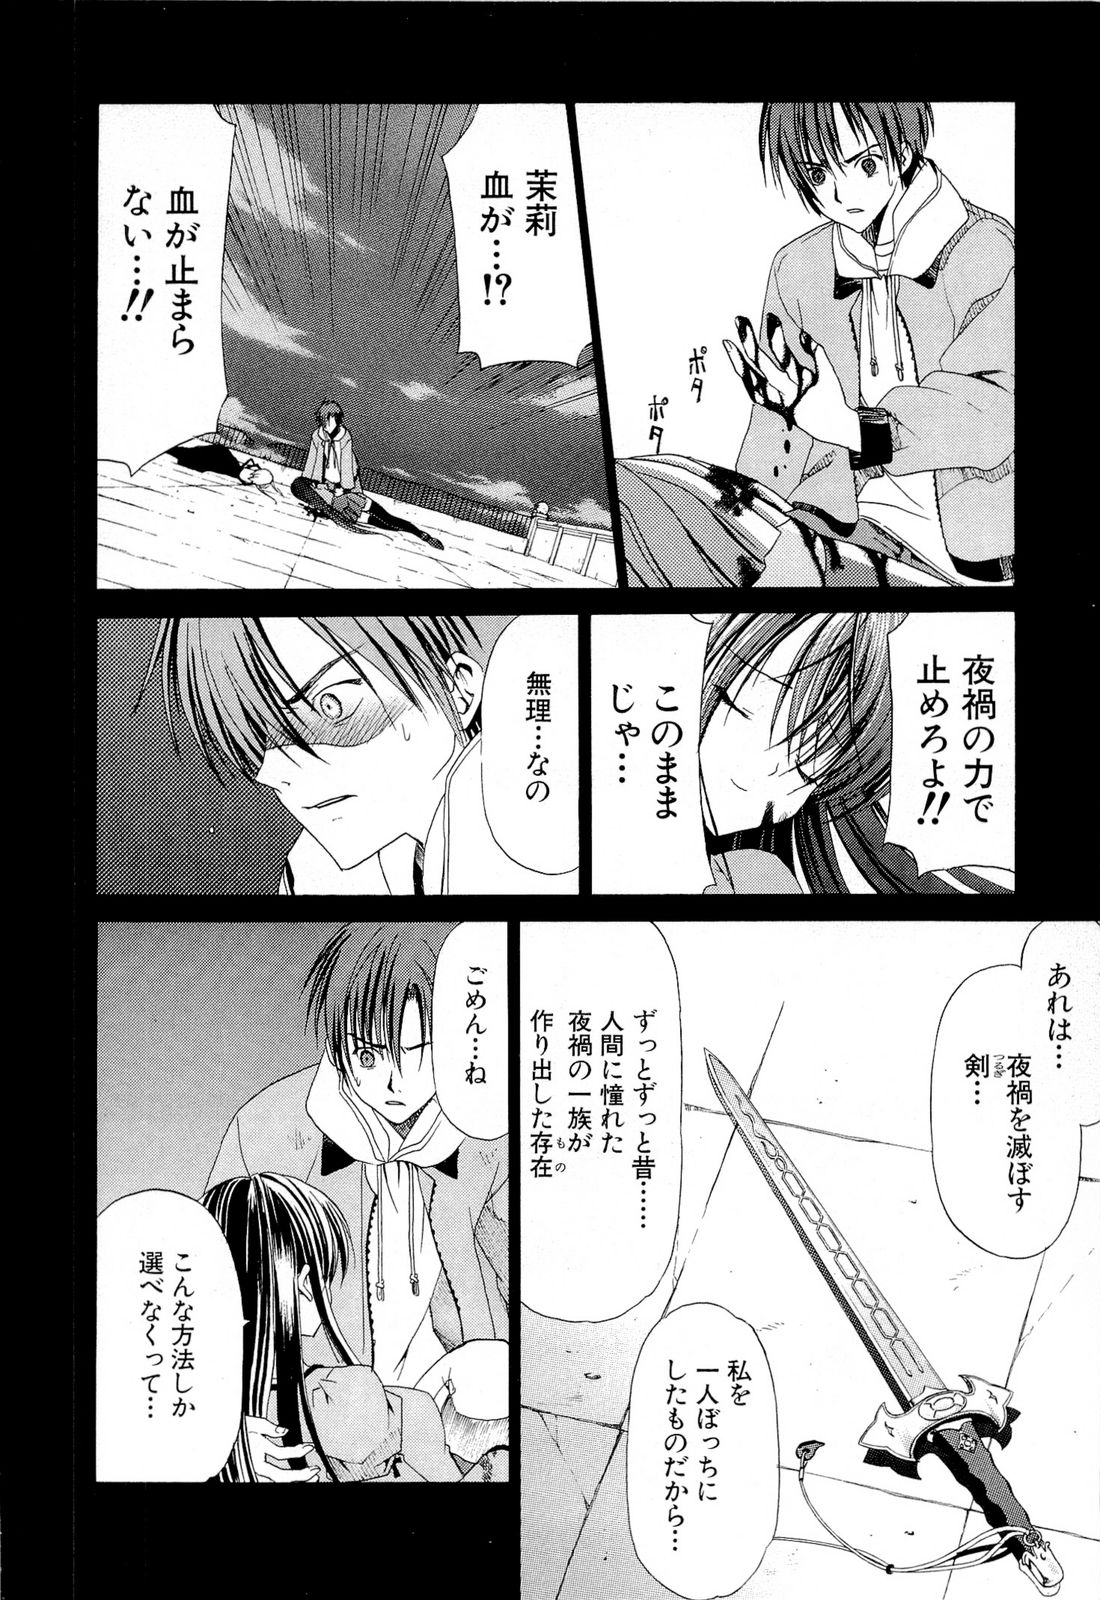 ポタ
ポタ
茉莉
血が…!?
血が止まら
ない…!!
夜禍の力で
止めろよ!!
このまま
じゃ…
無理…なの
あれは…
夜禍を滅ぼす
剣…
つるぎ
ずっとずっと昔……
人間に憧れた
夜禍の一族が
作り出した存在
もの
私を
一人ぼっちに
したものだから…
ごめん…ね
こんな方法しか
選べなくって…